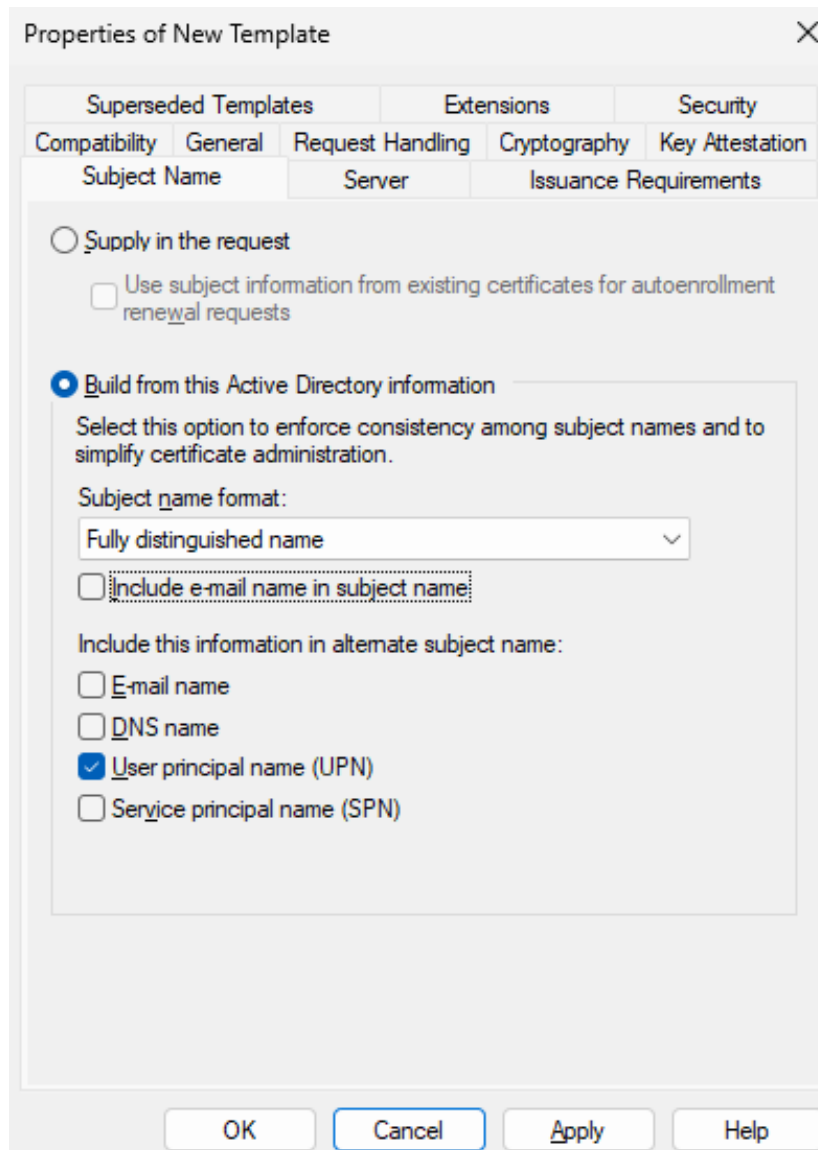 Properties of New Template
Superseded Templates Extensions Security
Compatibility General Request Handling Cryptography Key Attestation
Subject Name Server Issuance Requirements
Supply in the request
Use subject information from existing certificates for autoenrollment
renewal requests
Build from this Active Directory information
Select this option to enforce consistency among subject names and to
simplify certificate administration.
Subject name format:
Fully distinguished name
Include e-mail name in subject name
Include this information in alternate subject name:
E-mail name
DNS name
User principal name (UPN)
Service principal name (SPN)
OK Cancel Apply Help